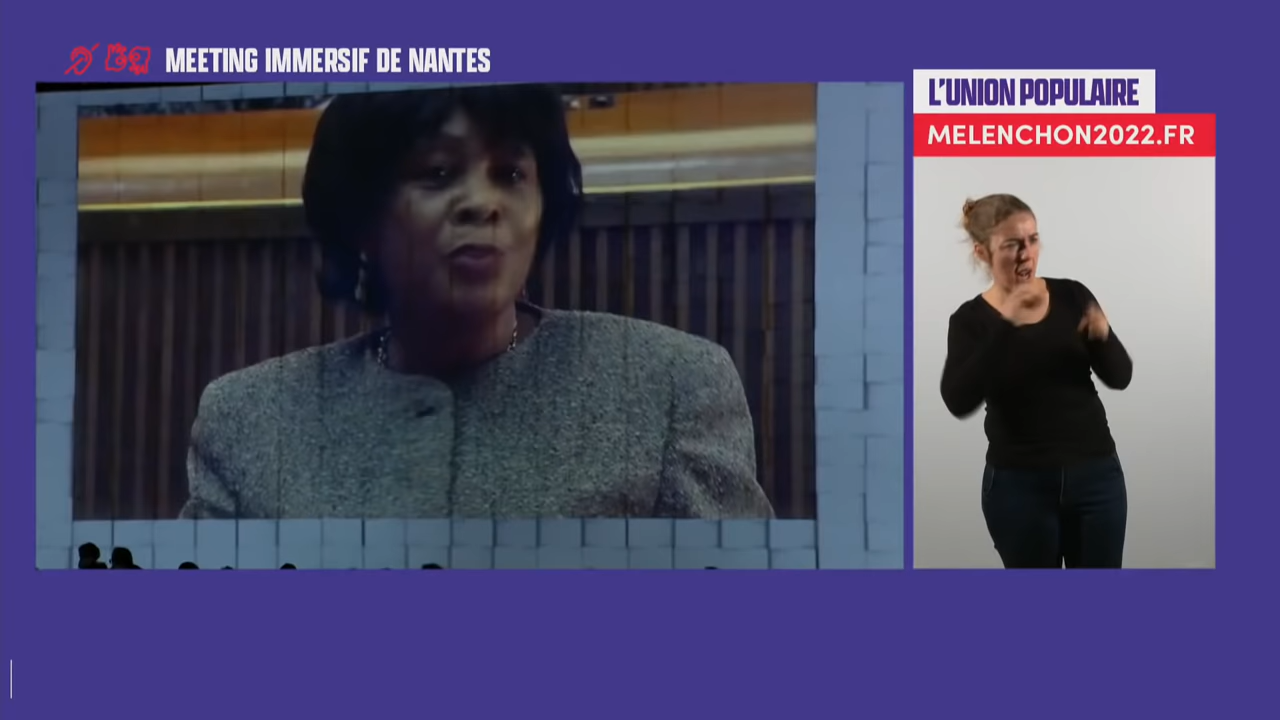 MEETING IMMERSIF DE NANTES
L'UNION POPULAIRE
MELENCHON2022.FR